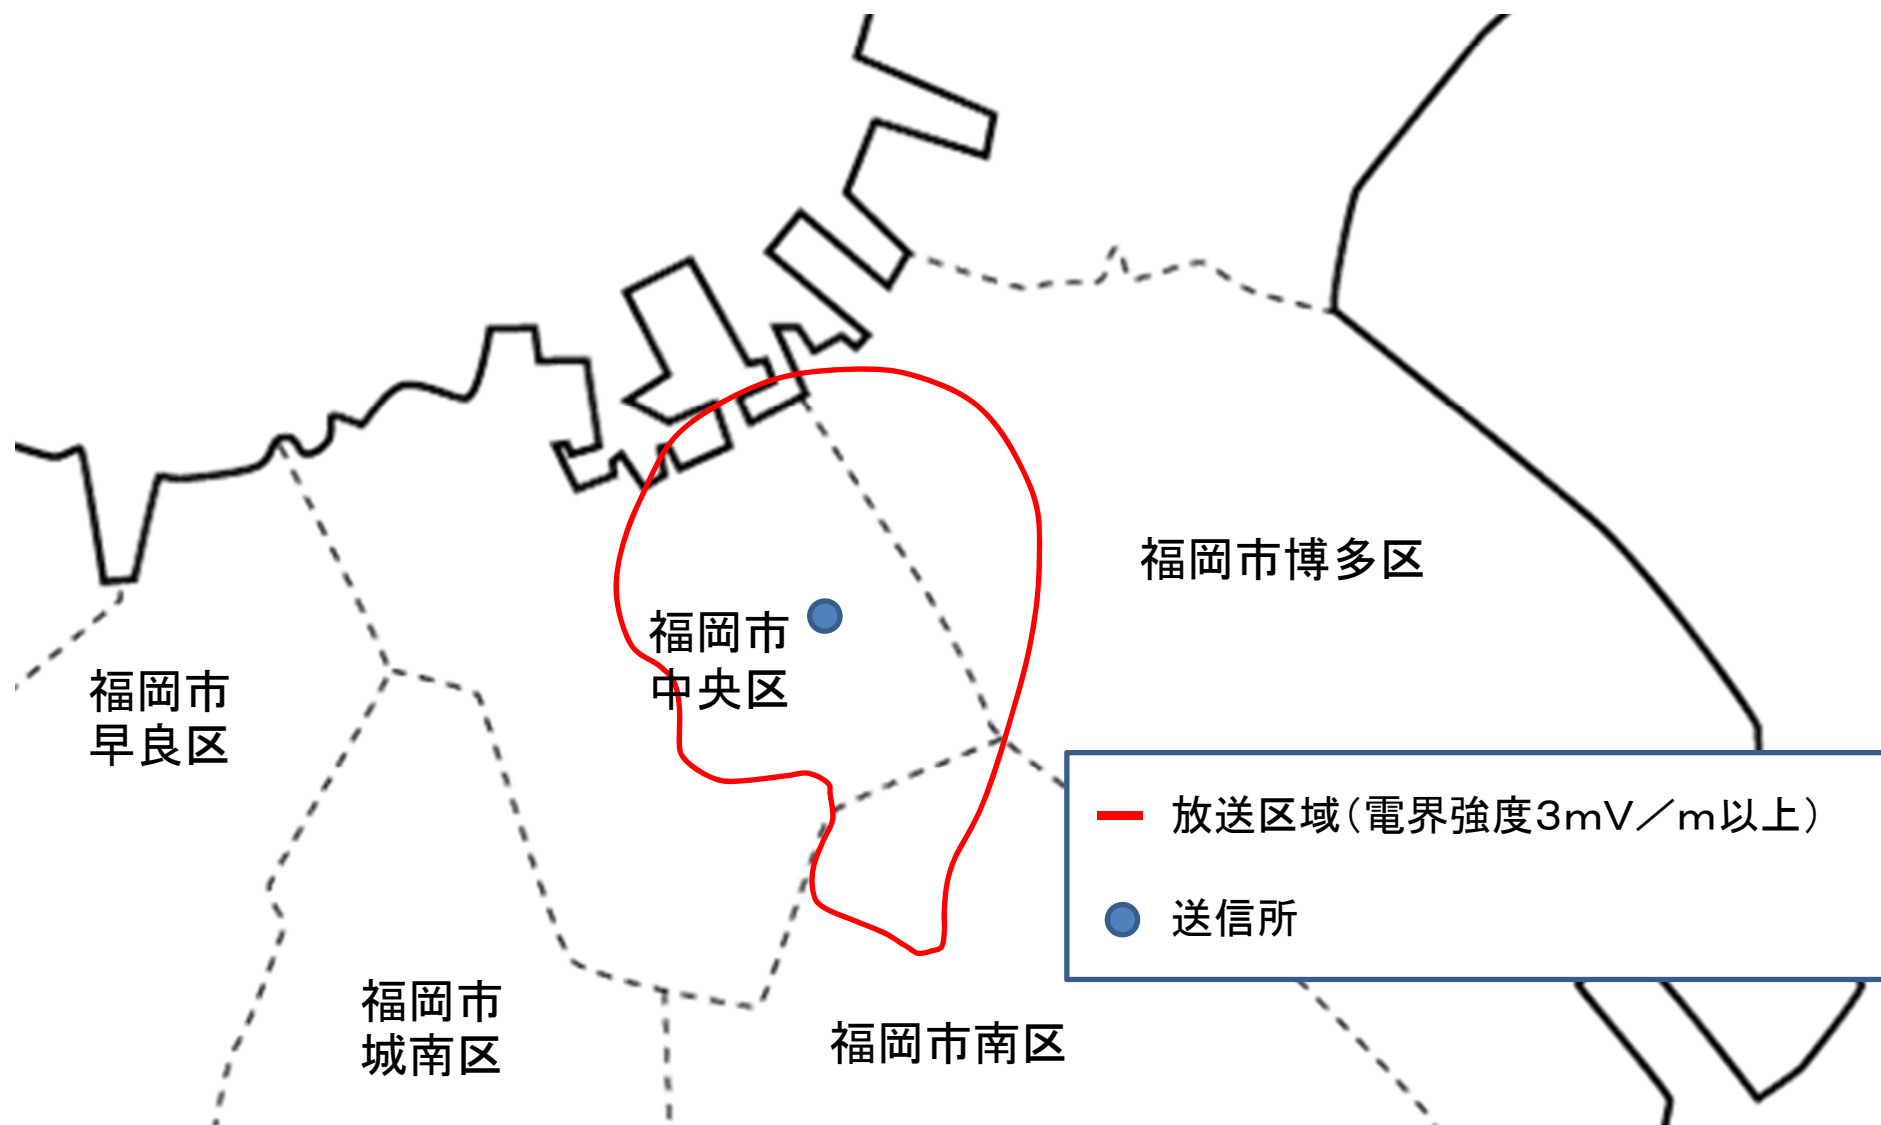 福岡市博多区
福岡市
中央区
福岡市
早良区
放送区域（電界強度３ｍＶ／ｍ以上）
送信所
福岡市
城南区
福岡市南区